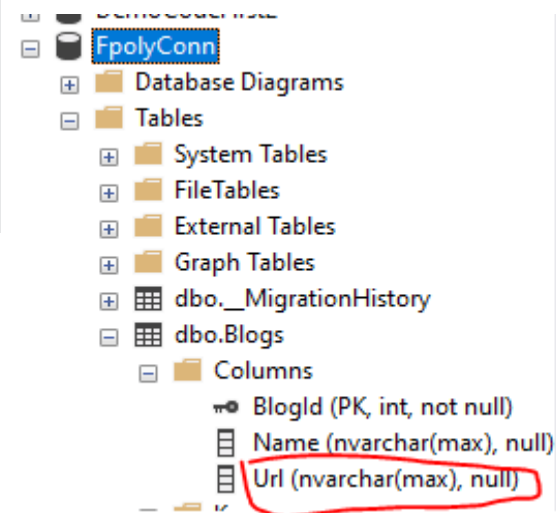 FpolyConn
Database Diagrams
Tables
System Tables
FileTables
External Tables
Graph Tables
dbo.__MigrationHistory
dbo.Blogs
Columns
BlogId (PK, int, not null)
Name (nvarchar(max), null)
Url (nvarchar(max), null)